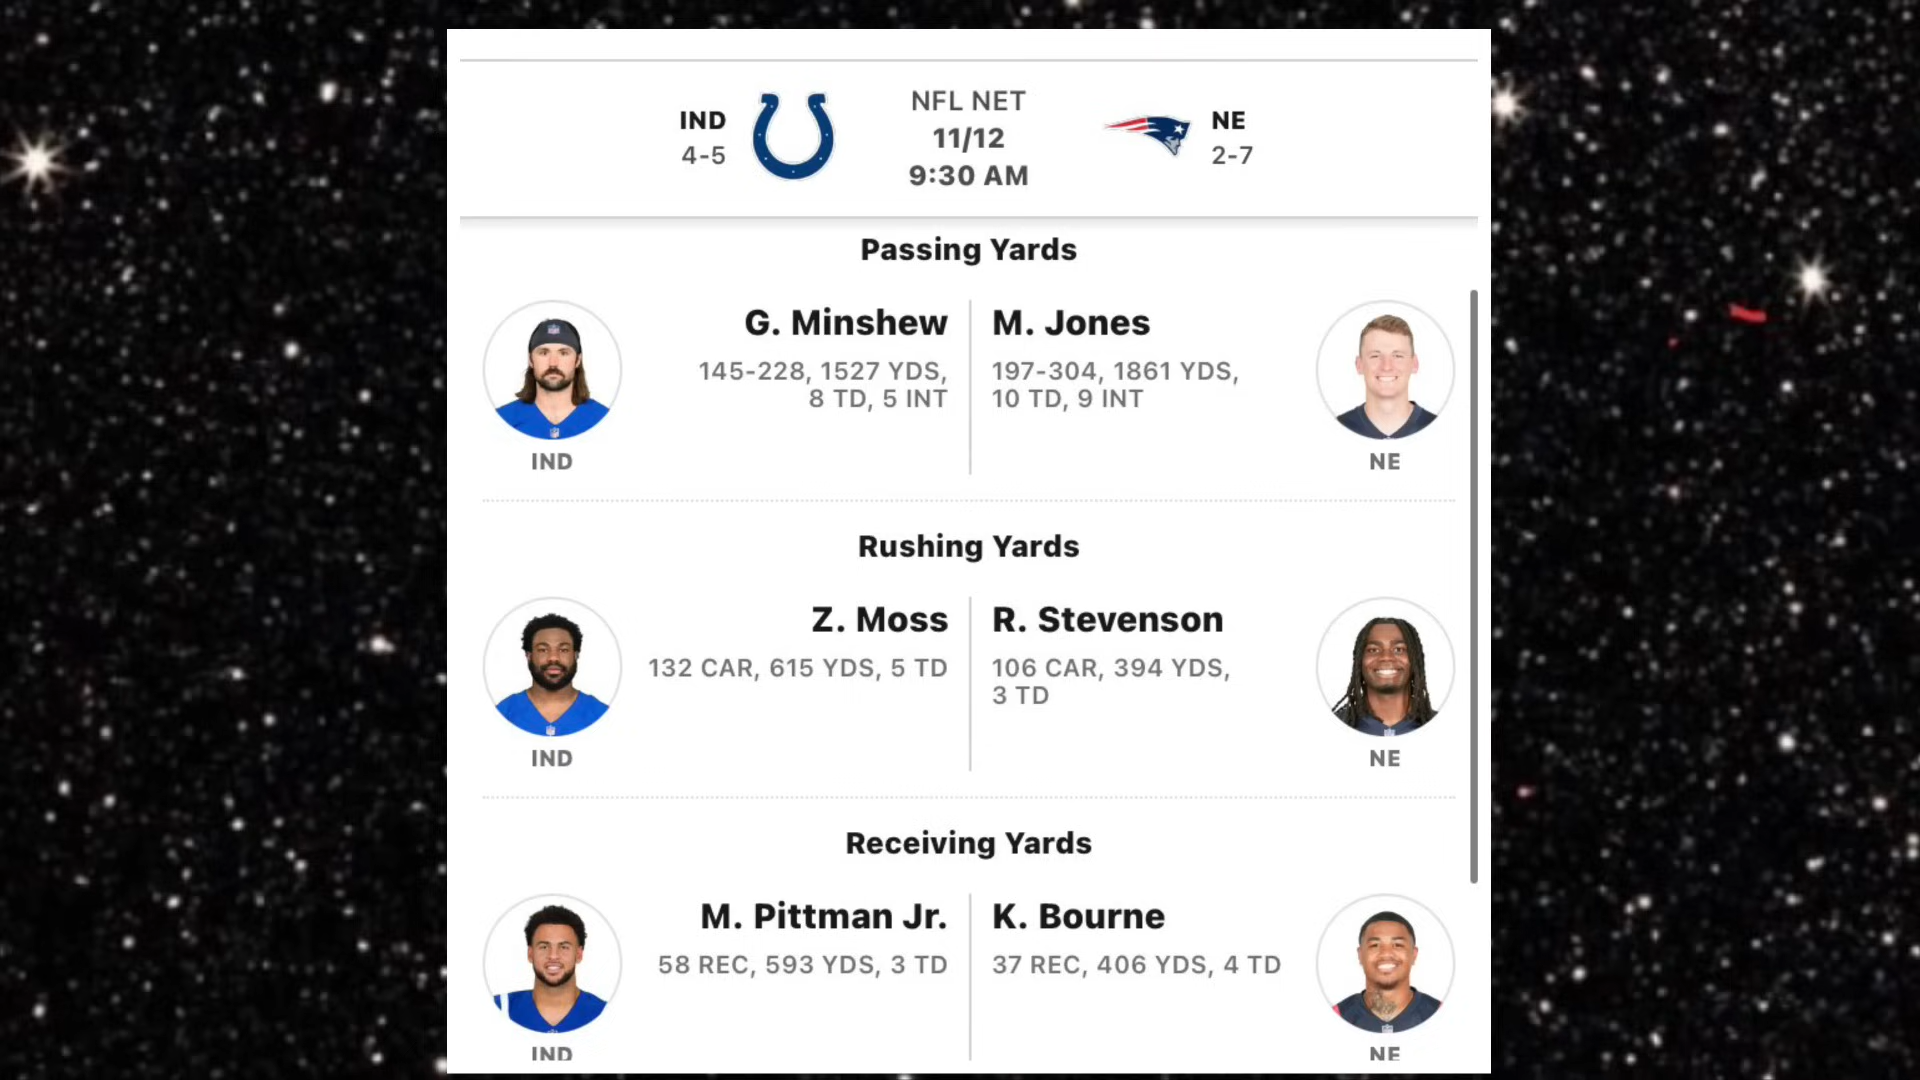 IND
4-5
NFL NET
11/12
9:30 AM
NE
2-7
Passing Yards
G. Minshew
145-228, 1527 YDS,
8 TD, 5 INT
IND
M. Jones
197-304, 1861 YDS,
10 TD, 9 INT
NE
Rushing Yards
Z. Moss
132 CAR, 615 YDS, 5 TD
IND
R. Stevenson
106 CAR, 394 YDS,
3 TD
NE
Receiving Yards
M. Pittman Jr.
58 REC, 593 YDS, 3 TD
IND
K. Bourne
37 REC, 406 YDS, 4 TD
NE